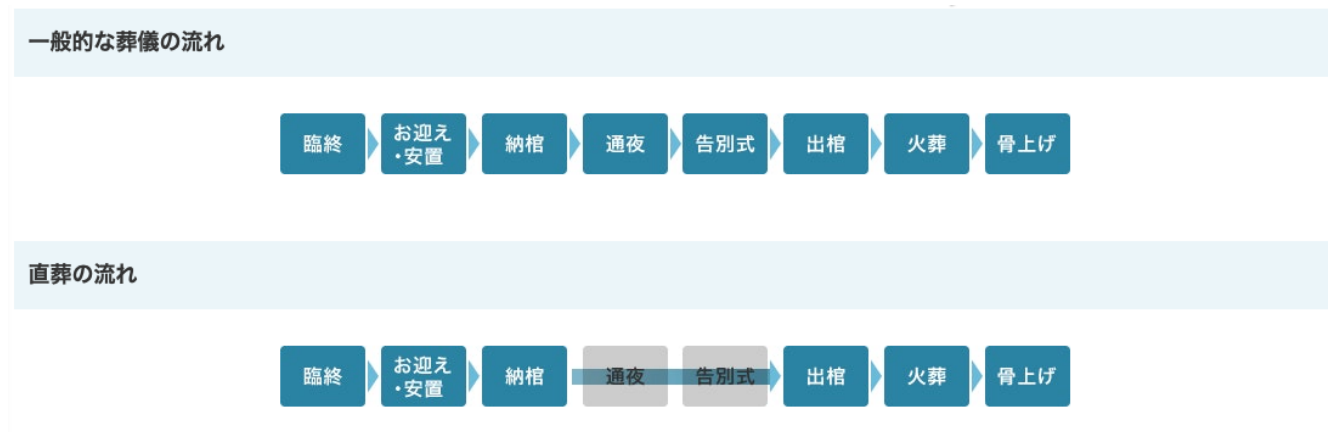 一般的な葬儀の流れ
臨終
お迎え
・安置
納棺
通夜
告別式
出棺
火葬
骨上げ
直葬の流れ
臨終
お迎え
・安置
納棺
通夜
告別式
出棺
火葬
骨上げ